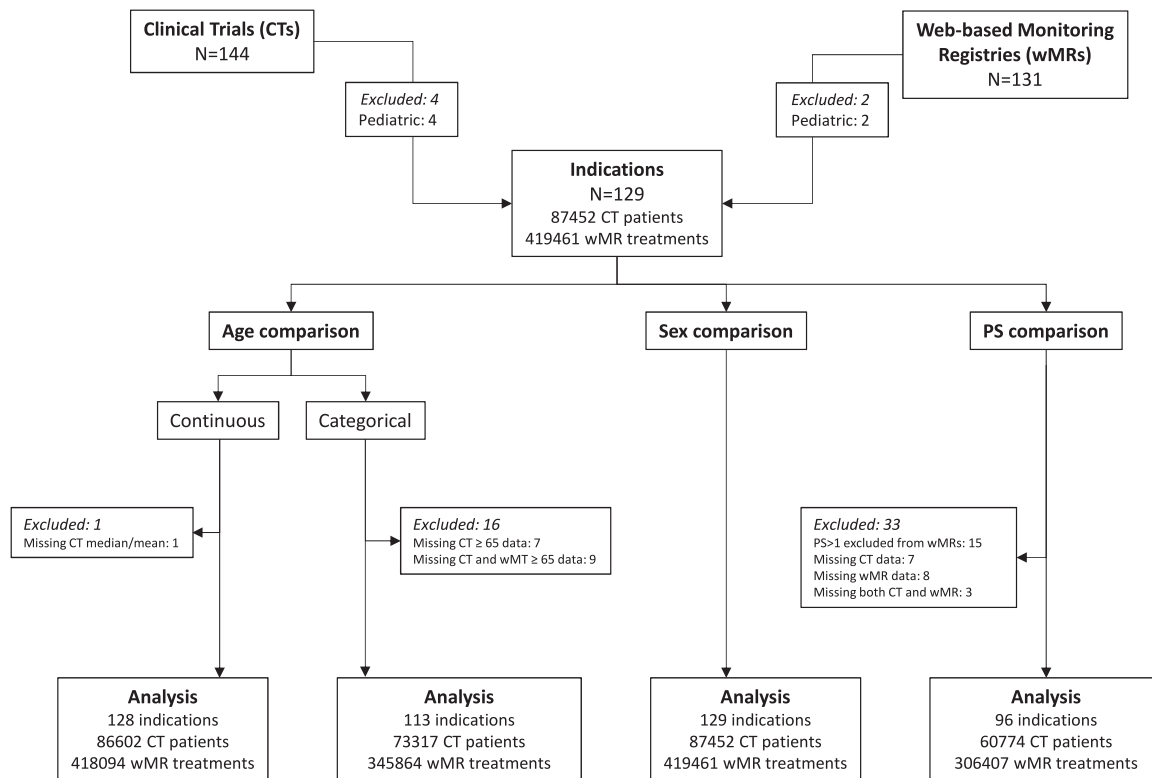 Clinical Trials (CTs)
N=144
Web-based Monitoring
Registries (wMRs)
N=131
Excluded: 4
Pediatric: 4
Excluded: 2
Pediatric: 2
Indications
N=129
87452 CT patients
419461 wMR treatments
Age comparison
Sex comparison
PS comparison
Continuous
Categorical
Excluded: 1
Missing CT median/mean: 1
Excluded: 16
Missing CT ≥ 65 data: 7
Missing CT and wMT ≥ 65 data: 9
Excluded: 33
PS>1 excluded from wMRs: 15
Missing CT data: 7
Missing wMR data: 8
Missing both CT and wMR: 3
Analysis
128 indications
86602 CT patients
418094 wMR treatments
Analysis
113 indications
73317 CT patients
345864 wMR treatments
Analysis
129 indications
87452 CT patients
419461 wMR treatments
Analysis
96 indications
60774 CT patients
306407 wMR treatments